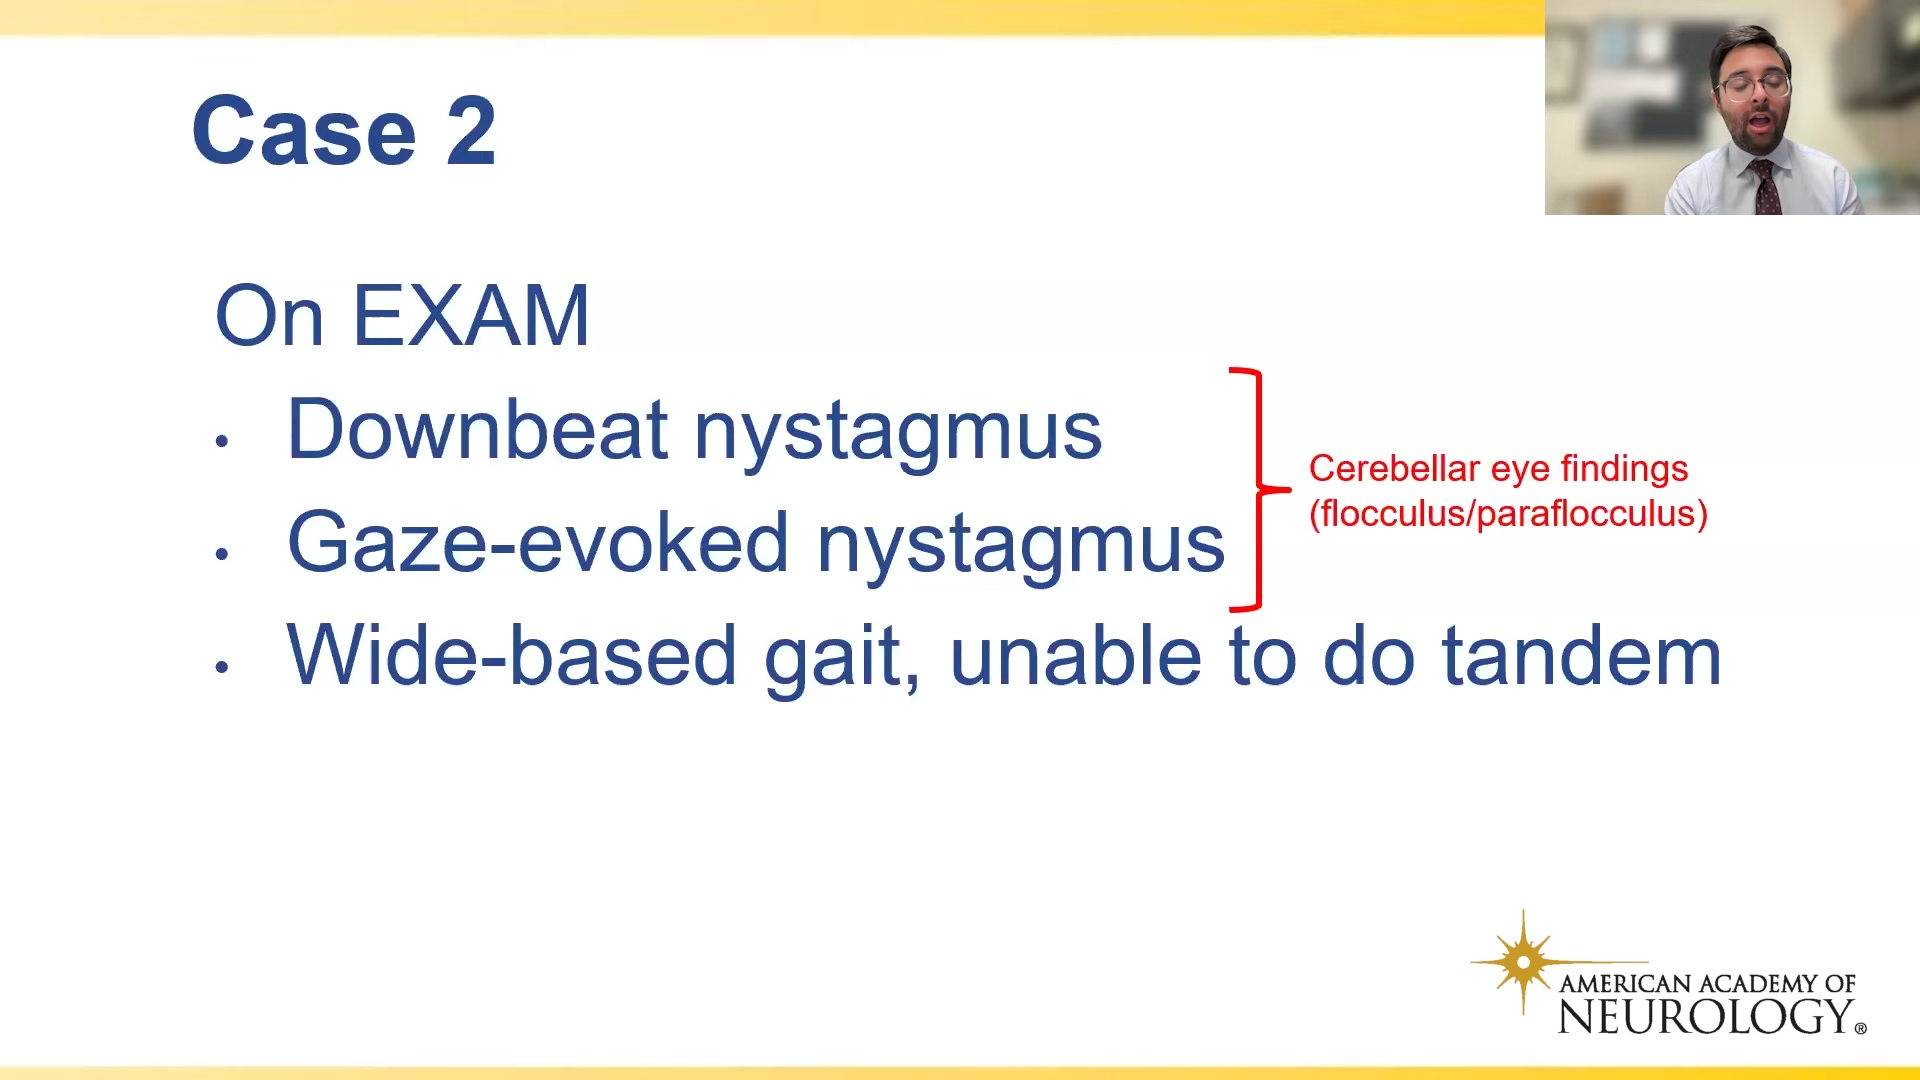 Case 2
On EXAM
• Downbeat nystagmus
• Gaze-evoked nystagmus
• Wide-based gait, unable to do tandem
Cerebellar eye findings
(flocculus/paraflocculus)
AMERICAN ACADEMY OF
NEUROLOGY®